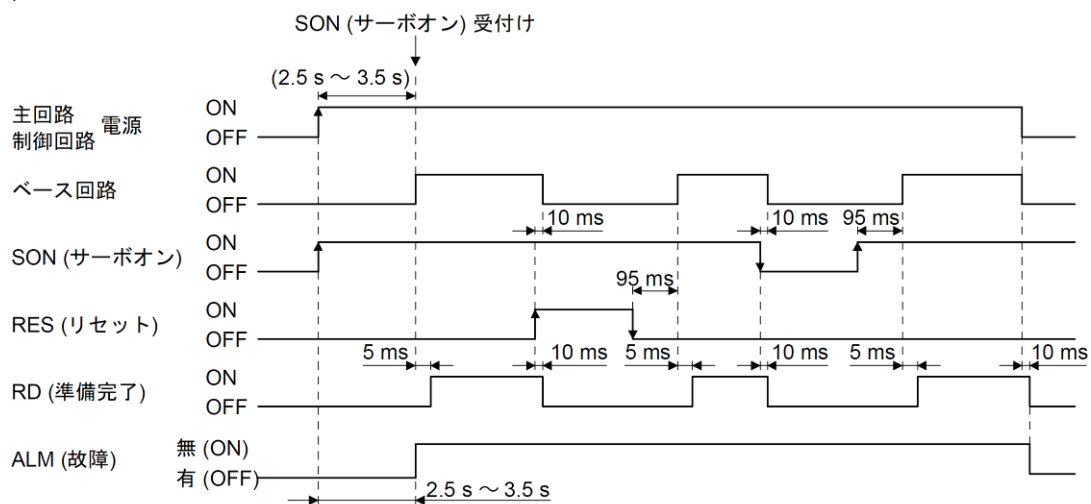 SON (サーボオン) 受付け
(2.5 s ～ 3.5 s)
主回路
制御回路
電源
ON
OFF
ベース回路
ON
OFF
10 ms
10 ms
95 ms
SON (サーボオン)
ON
OFF
95 ms
RES (リセット)
ON
OFF
5 ms
10 ms
5 ms
10 ms
5 ms
10 ms
RD (準備完了)
ON
OFF
ALM (故障)
無 (ON)
有 (OFF)
2.5 s ～ 3.5 s